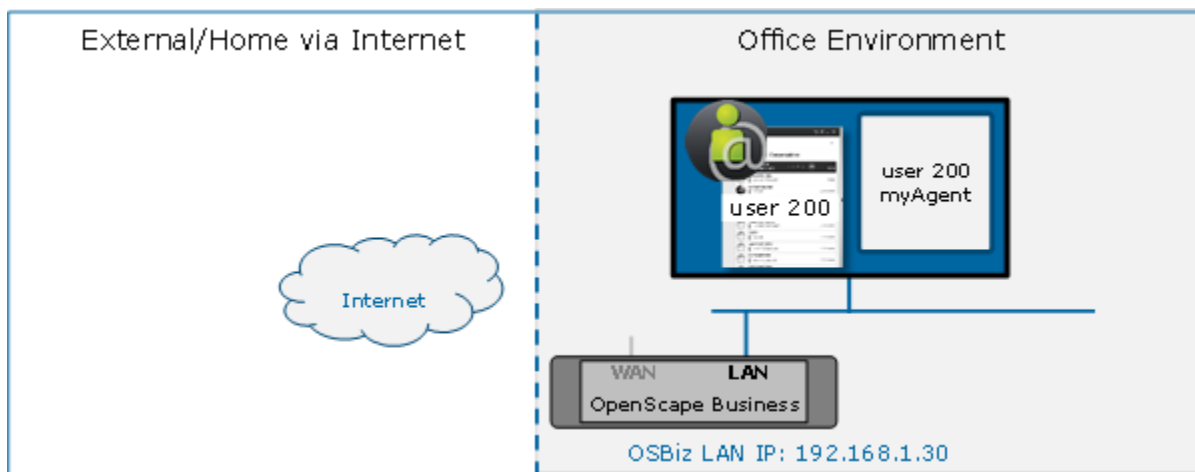 External/Home via Internet
Office Environment
@
user 200
user 200
myAgent
Internet
WAN
LAN
OpenScape Business
OSBiz LAN IP: 192.168.1.30